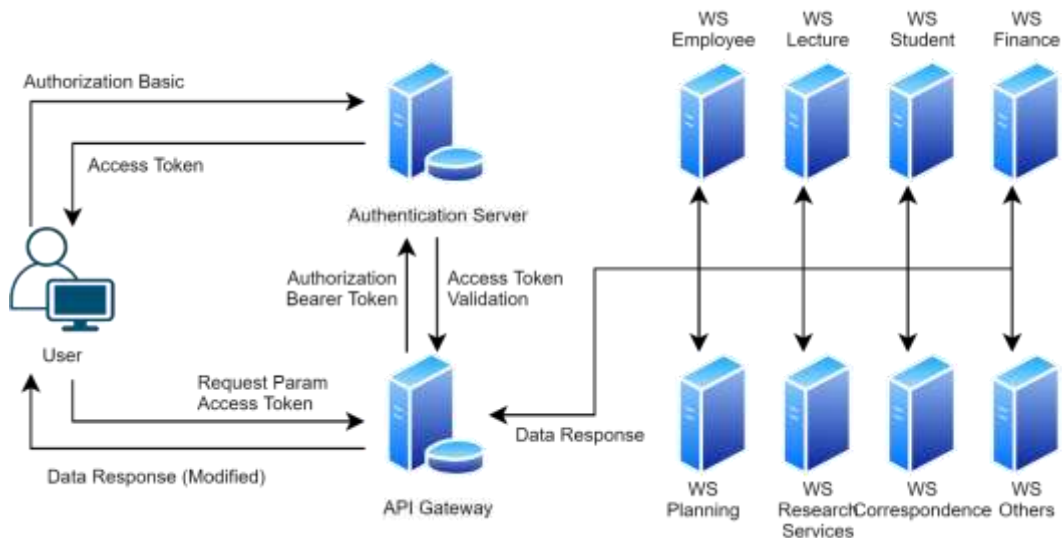 WS
Employee
WS
Lecture
WS
Student
WS
Finance
Authorization Basic
Access Token
Authentication Server
Authorization
Bearer Token
Access Token
Validation
User
Request Param
Access Token
Data Response
Data Response (Modified)
API Gateway
WS
Planning
WS
Research
Services
WS
Correspondence
WS
Others